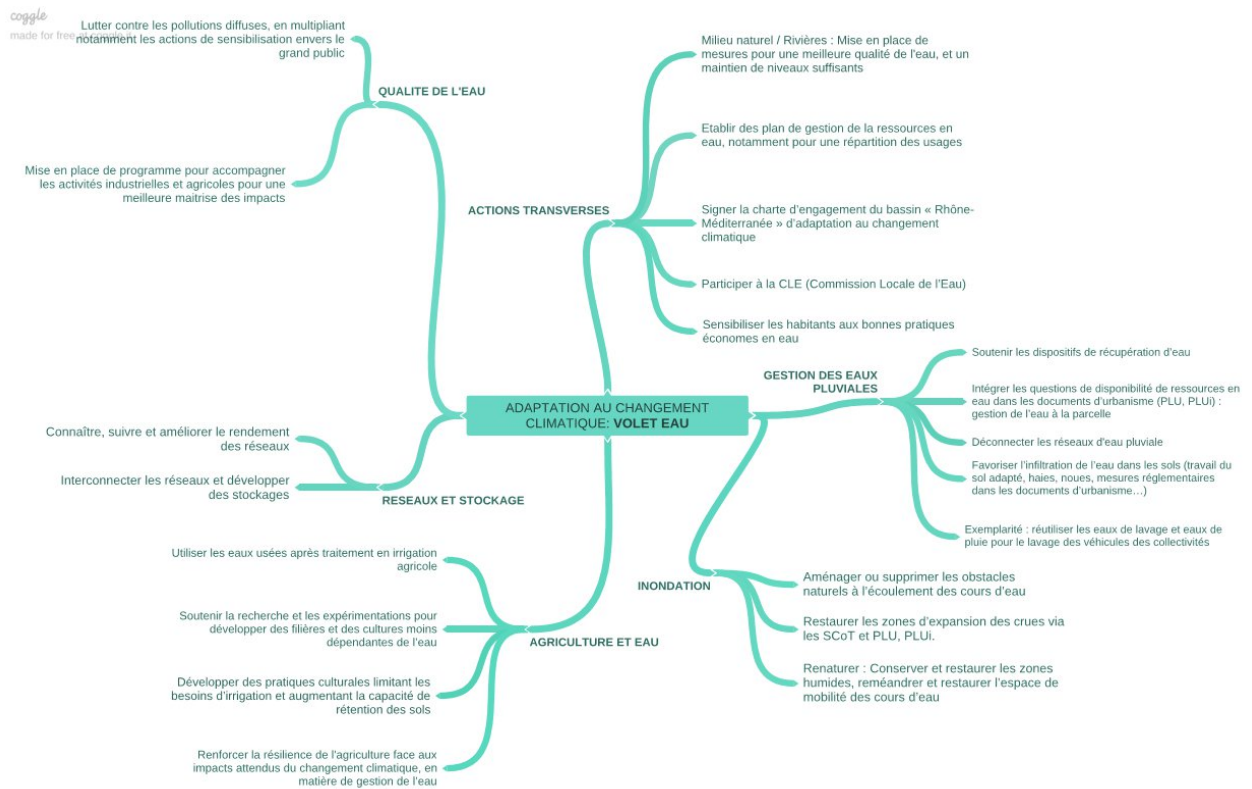 coggle
made for free at coggle.it
Lutter contre les pollutions diffuses, en multipliant
notamment les actions de sensibilisation envers le
grand public
QUALITE DE L'EAU
Mise en place de programme pour accompagner
les activités industrielles et agricoles pour une
meilleure maitrise des impacts
Milieu naturel / Rivières : Mise en place de
mesures pour une meilleure qualité de l'eau, et un
maintien de niveaux suffisants
Etablir des plan de gestion de la ressources en
eau, notamment pour une répartition des usages
ACTIONS TRANSVERSES
Signer la charte d'engagement du bassin « Rhône-
Méditerranée » d'adaptation au changement
climatique
Participer à la CLE (Commission Locale de l'Eau)
Sensibiliser les habitants aux bonnes pratiques
économes en eau
GESTION DES EAUX
PLUVIALES
Soutenir les dispositifs de récupération d'eau
Intégrer les questions de disponibilité de ressources en
eau dans les documents d'urbanisme (PLU, PLUi) :
gestion de l'eau à la parcelle
Déconnecter les réseaux d'eau pluviale
Favoriser l'infiltration de l'eau dans les sols (travail du
sol adapté, haies, noues, mesures réglementaires
dans les documents d'urbanisme…)
Exemplarité : réutiliser les eaux de lavage et eaux de
pluie pour le lavage des véhicules des collectivités
ADAPTATION AU CHANGEMENT
CLIMATIQUE: VOLET EAU
Connaître, suivre et améliorer le rendement
des réseaux
Interconnecter les réseaux et développer
des stockages
RESEAUX ET STOCKAGE
Utiliser les eaux usées après traitement en irrigation
agricole
Soutenir la recherche et les expérimentations pour
développer des filières et des cultures moins
dépendantes de l'eau
AGRICULTURE ET EAU
Développer des pratiques culturales limitant les
besoins d'irrigation et augmentant la capacité de
rétention des sols
Renforcer la résilience de l'agriculture face aux
impacts attendus du changement climatique, en
matière de gestion de l'eau
INONDATION
Aménager ou supprimer les obstacles
naturels à l'écoulement des cours d'eau
Restaurer les zones d'expansion des crues via
les SCoT et PLU, PLUi.
Renaturer : Conserver et restaurer les zones
humides, reméandrer et restaurer l'espace de
mobilité des cours d'eau